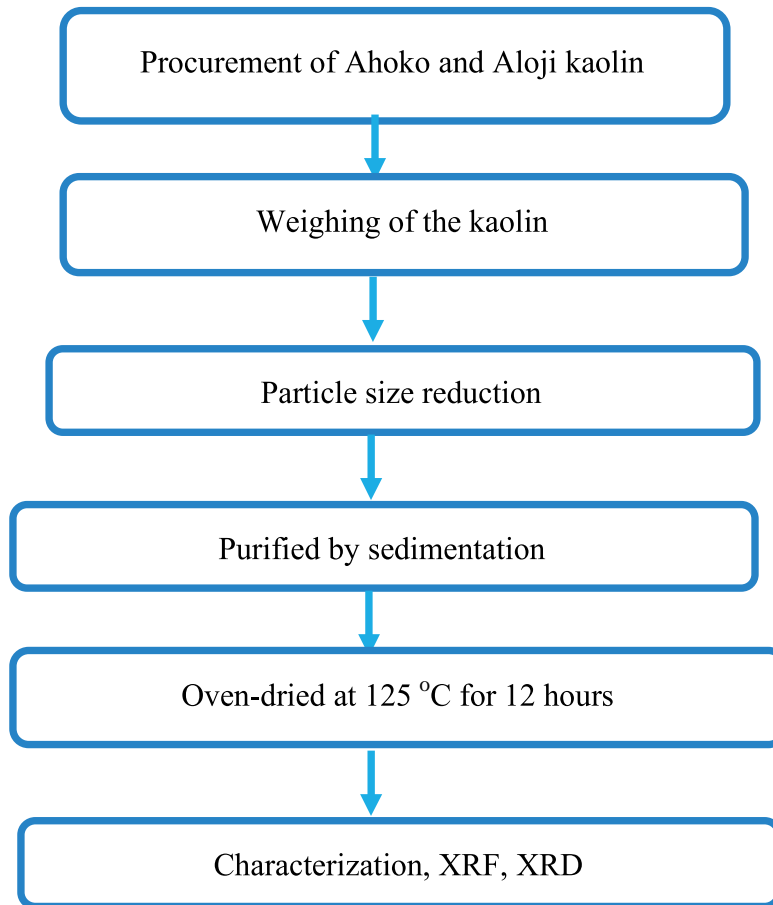 Procurement of Ahoko and Aloji kaolin
Weighing of the kaolin
Particle size reduction
Purified by sedimentation
Oven-dried at 125 °C for 12 hours
Characterization, XRF, XRD